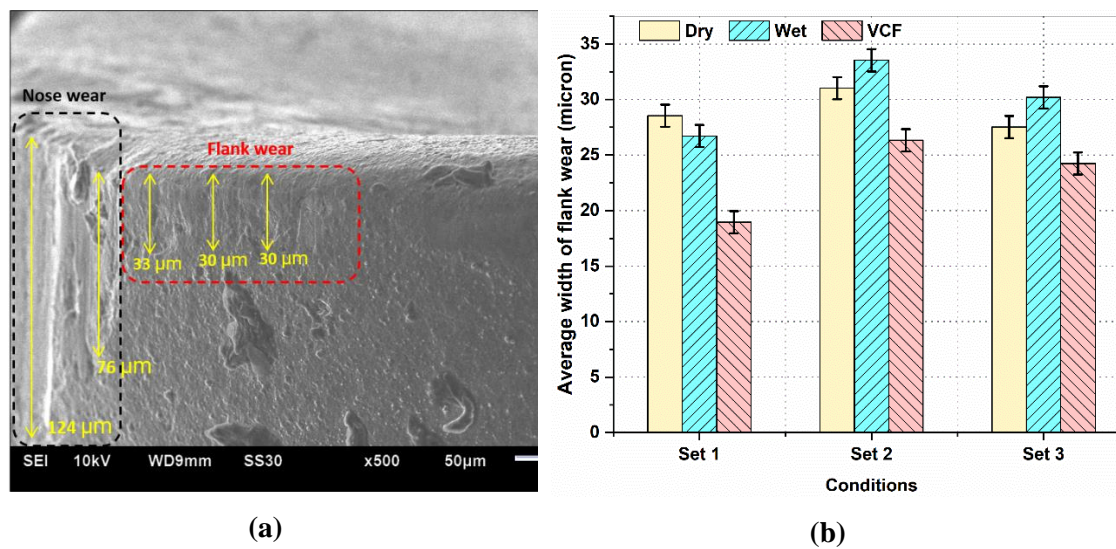 Nose wear
Flank wear
33 µm
30 µm
30 µm
76 µm
124 µm
SEI 10kV WD9mm SS30 x500 50µm
(a)
Dry Wet VCF
Average width of flank wear (micron)
35
30
25
20
15
10
5
0
Set 1 Set 2 Set 3
Conditions
(b)